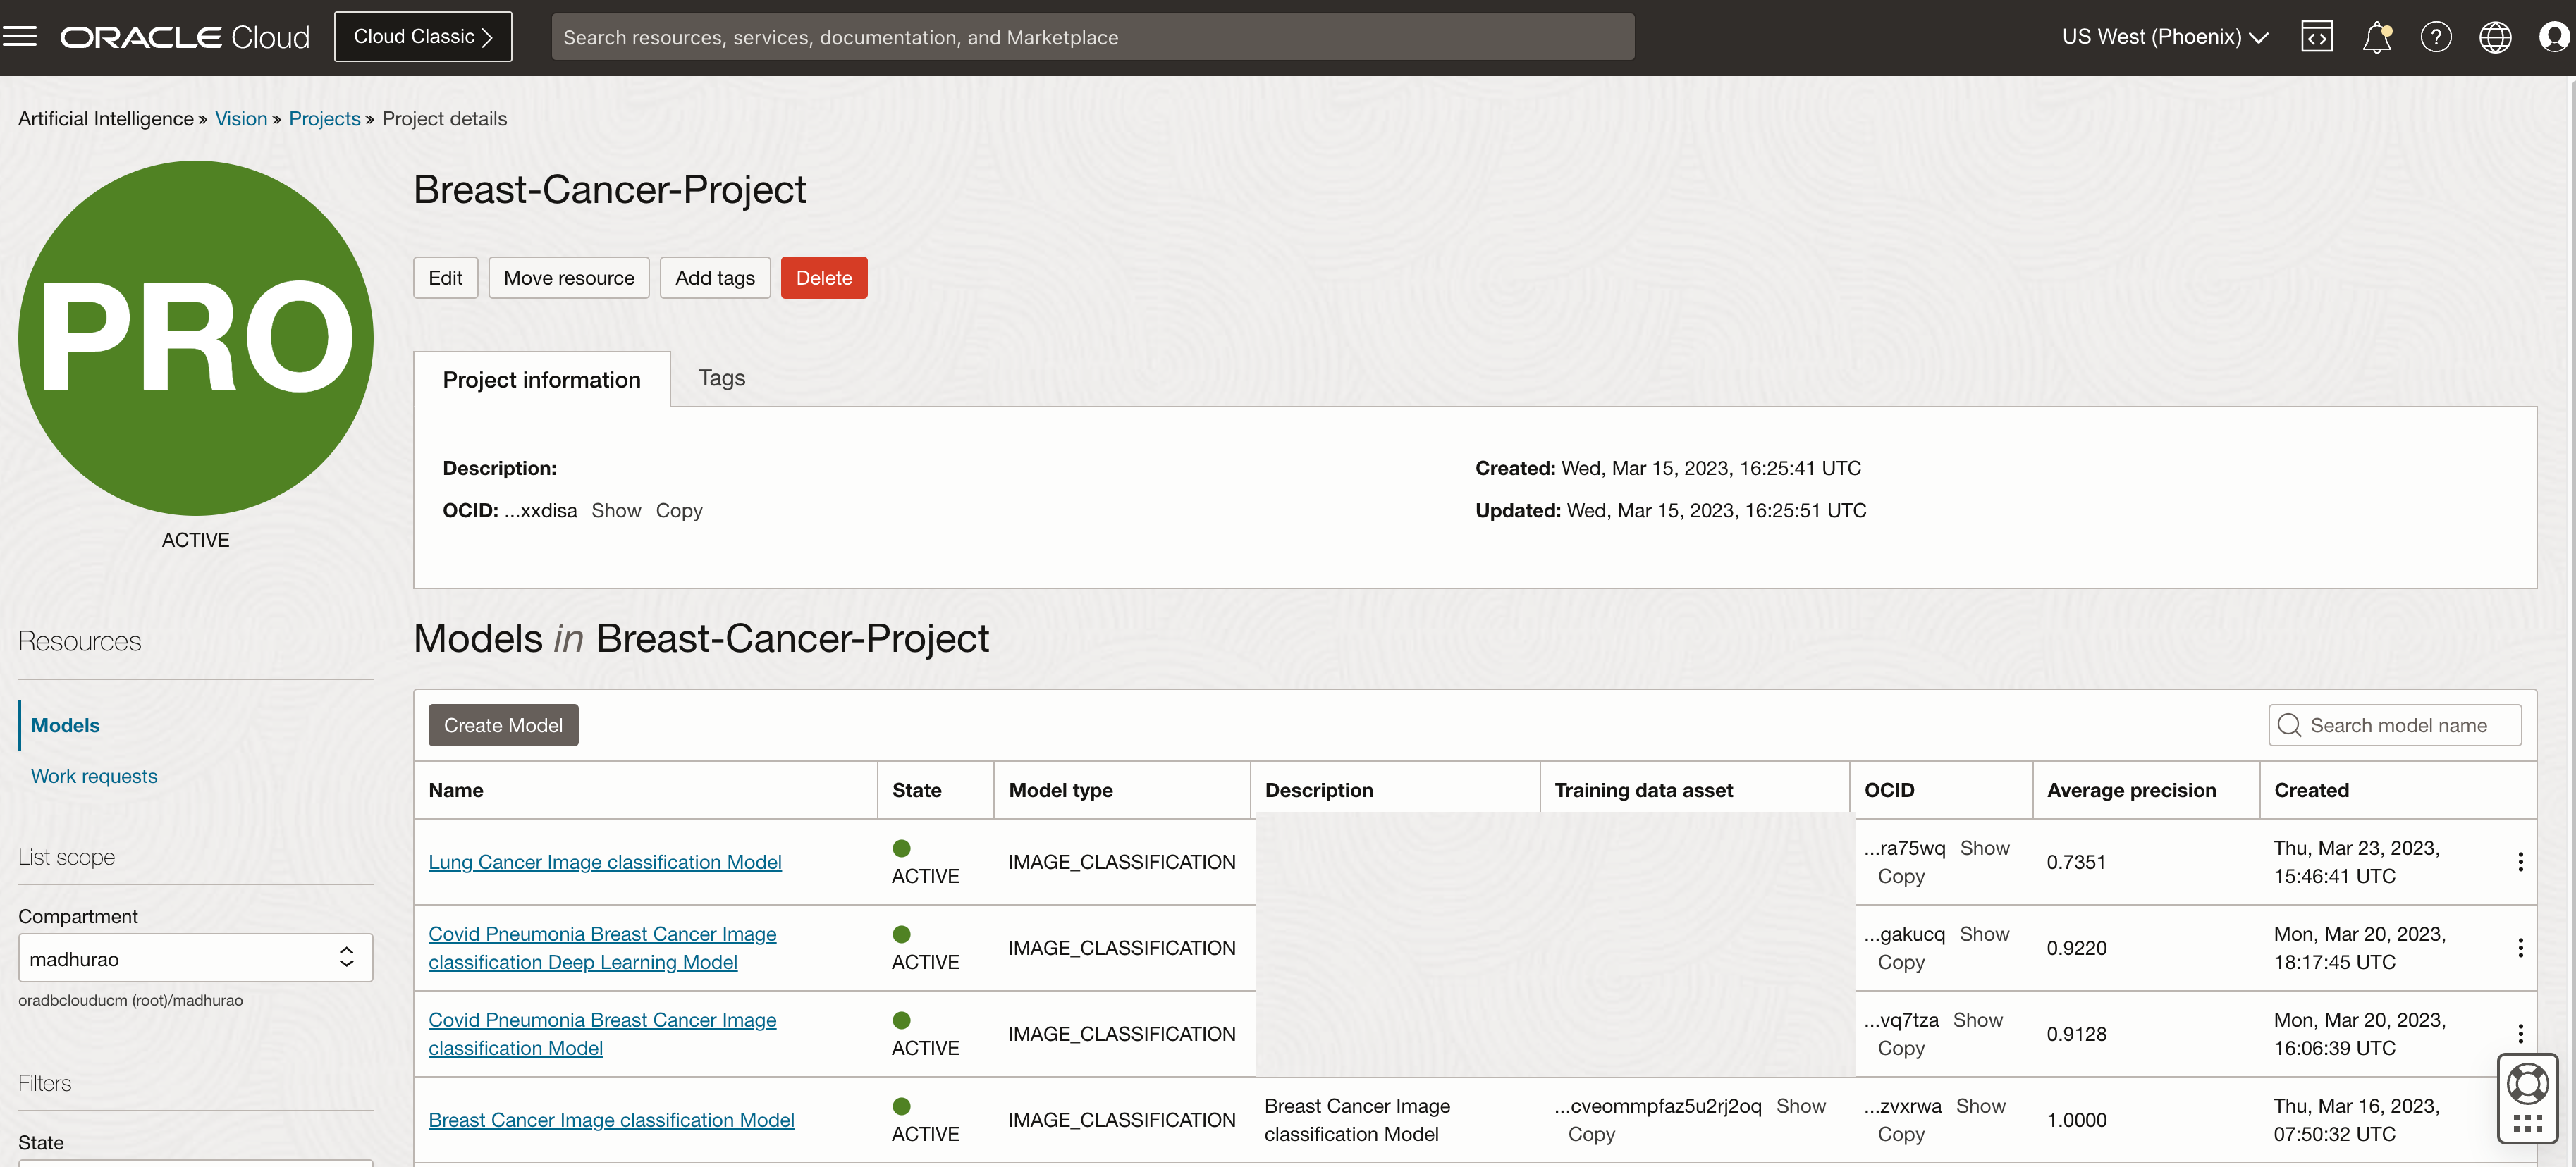 ORACLE Cloud
Cloud Classic
Search resources, services, documentation, and Marketplace
US West (Phoenix)
Artificial Intelligence » Vision » Projects » Project details
PRO
ACTIVE
Breast-Cancer-Project
Edit
Move resource
Add tags
Delete
Project information
Tags
Description:
OCID: ...xxdisa Show Copy
Created: Wed, Mar 15, 2023, 16:25:41 UTC
Updated: Wed, Mar 15, 2023, 16:25:51 UTC
Resources
Models
Work requests
List scope
Compartment
madhurao
oradbclouducm (root)/madhurao
Filters
State
Models in Breast-Cancer-Project
Create Model
Search model name
Name State Model type Description Training data asset OCID Average precision Created
Lung Cancer Image classification Model
ACTIVE
IMAGE_CLASSIFICATION
...ra75wq Show
Copy
0.7351
Thu, Mar 23, 2023,
15:46:41 UTC
Covid Pneumonia Breast Cancer Image
classification Deep Learning Model
ACTIVE
IMAGE_CLASSIFICATION
...gakucq Show
Copy
0.9220
Mon, Mar 20, 2023,
18:17:45 UTC
Covid Pneumonia Breast Cancer Image
classification Model
ACTIVE
IMAGE_CLASSIFICATION
...vq7tza Show
Copy
0.9128
Mon, Mar 20, 2023,
16:06:39 UTC
Breast Cancer Image classification Model
ACTIVE
IMAGE_CLASSIFICATION
Breast Cancer Image
classification Model
...cveommpfaz5u2rj2oq Show
Copy
...zvxrwa Show
Copy
1.0000
Thu, Mar 16, 2023,
07:50:32 UTC